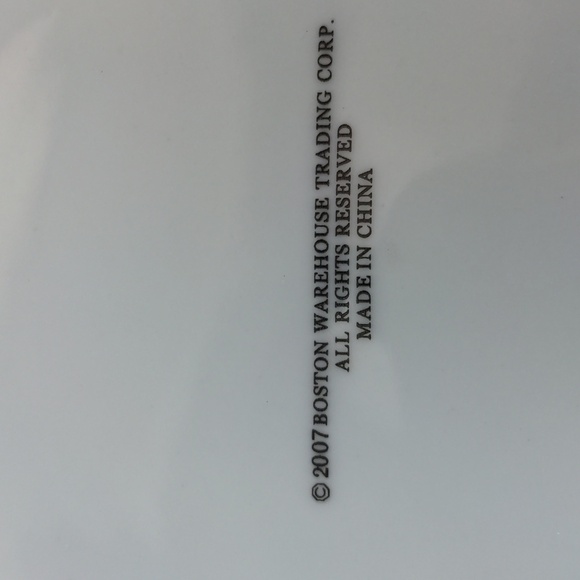 © 2007 BOSTON WAREHOUSE TRADING CORP.
ALL RIGHTS RESERVED
MADE IN CHINA